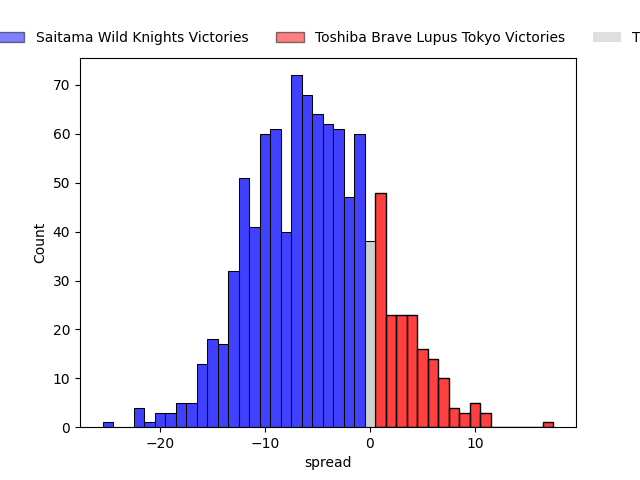 Saitama Wild Knights Victories Toshiba Brave Lupus Tokyo Victories T
70
60
50
40
30
20
10
0
Count
−20 −10 0 10
spread